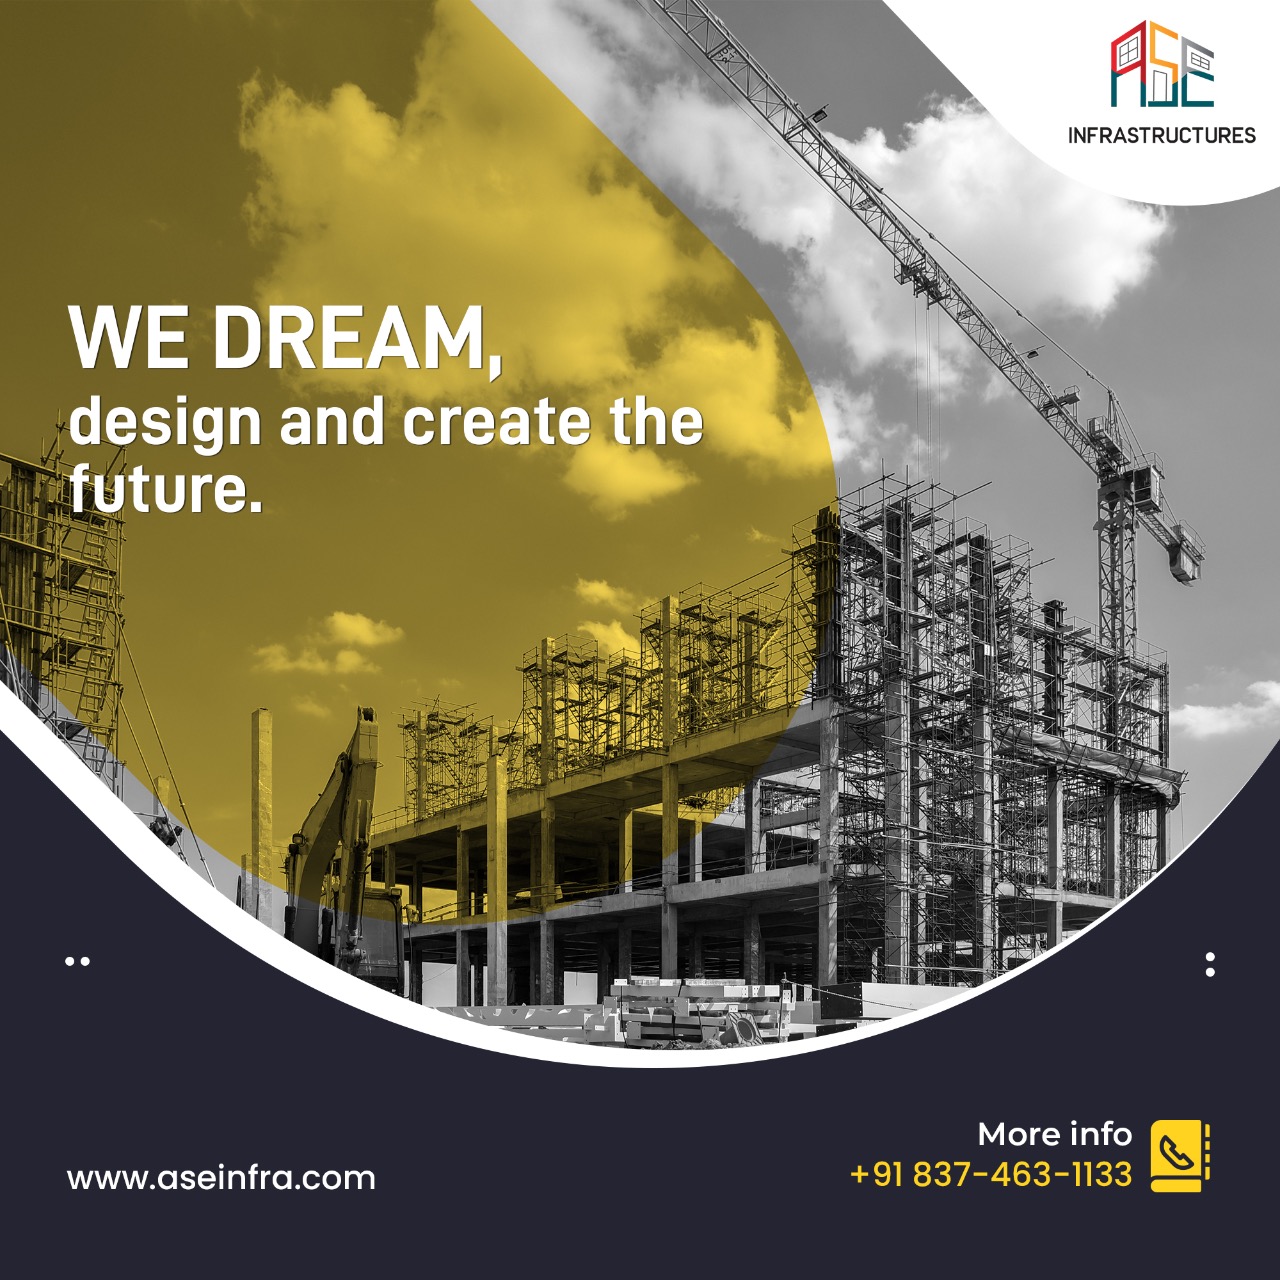 ASE
INFRASTRUCTURES
WE DREAM,
design and create the
future.
More info
+91 837-463-1133
www.aseinfra.com